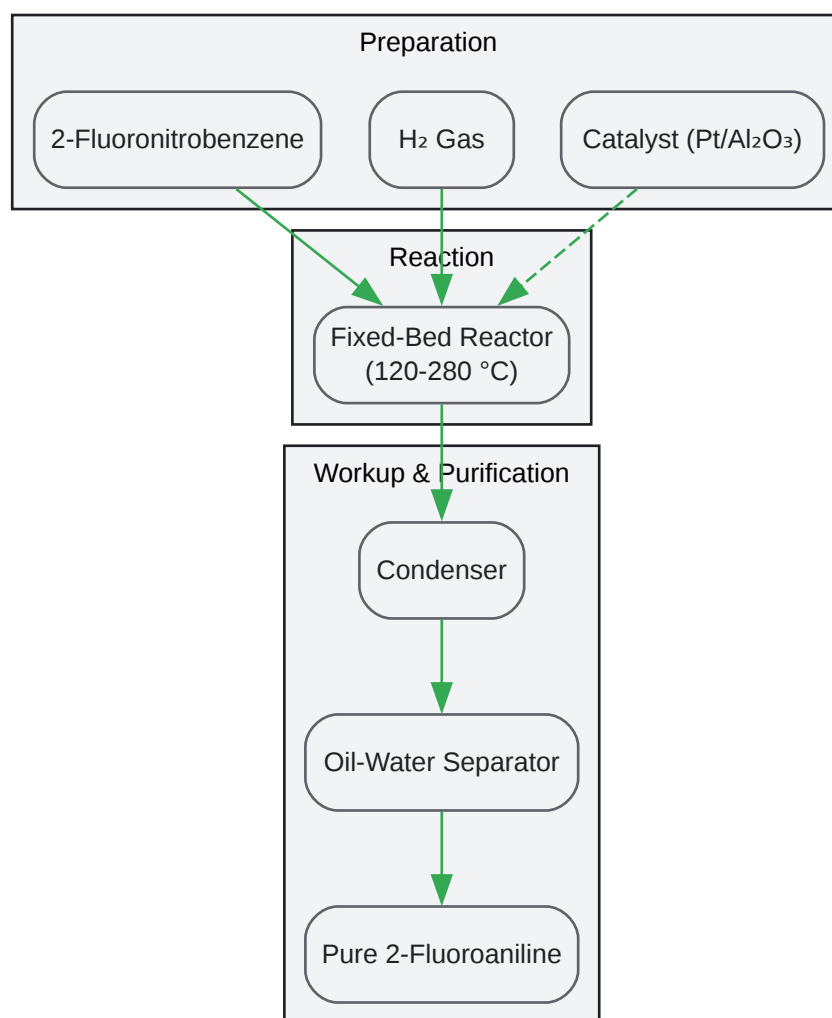 Preparation
2-Fluoronitrobenzene
H₂ Gas
Catalyst (Pt/Al₂O₃)
Reaction
Fixed-Bed Reactor
(120-280 °C)
Workup & Purification
Condenser
Oil-Water Separator
Pure 2-Fluoroaniline